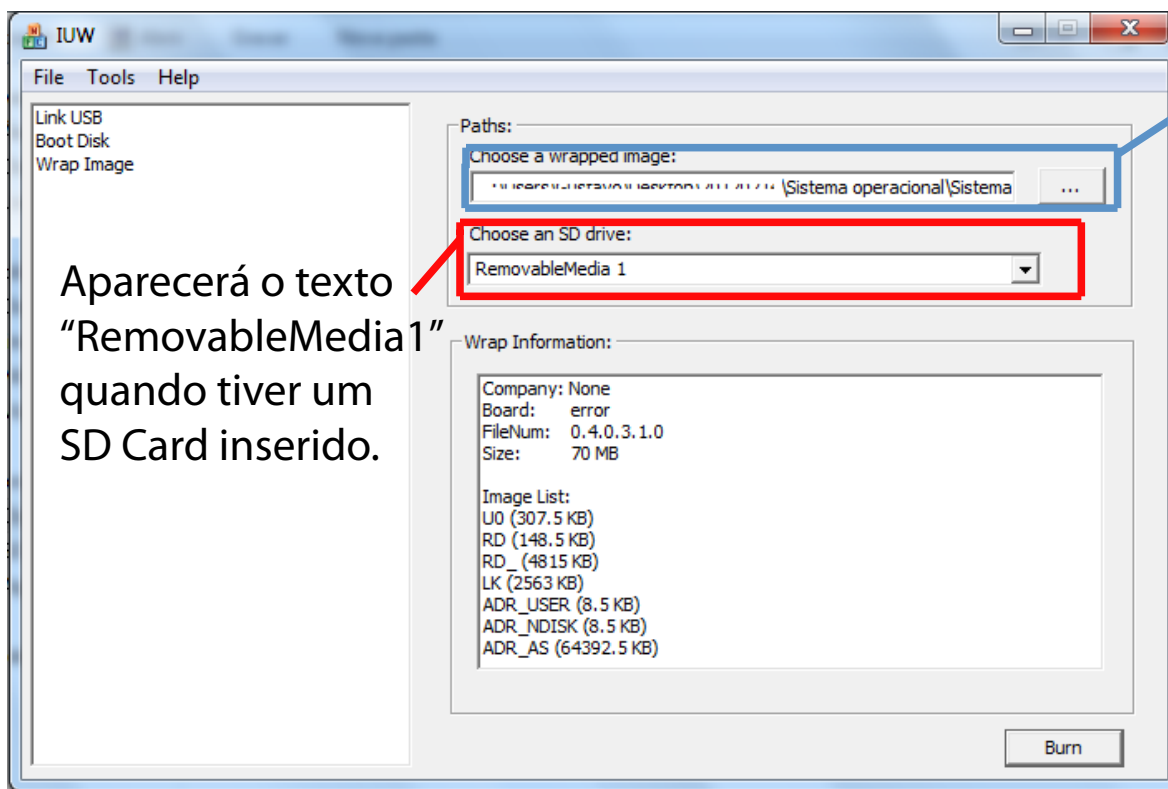 IUW
File Tools Help
Link USB
Boot Disk
Wrap Image
Paths:
Choose a wrapped image:
\Sistema operacional\Sistema
...
Choose an SD drive:
RemovableMedia 1
Aparecerá o texto
“RemovableMedia1”
quando tiver um
SD Card inserido.
Wrap Information:
Company: None
Board: error
FileNum: 0.4.0.3.1.0
Size: 70 MB
Image List:
U0 (307.5 KB)
RD (148.5 KB)
RD_ (4815 KB)
LK (2563 KB)
ADR_USER (8.5 KB)
ADR_NDISK (8.5 KB)
ADR_AS (64392.5 KB)
Burn